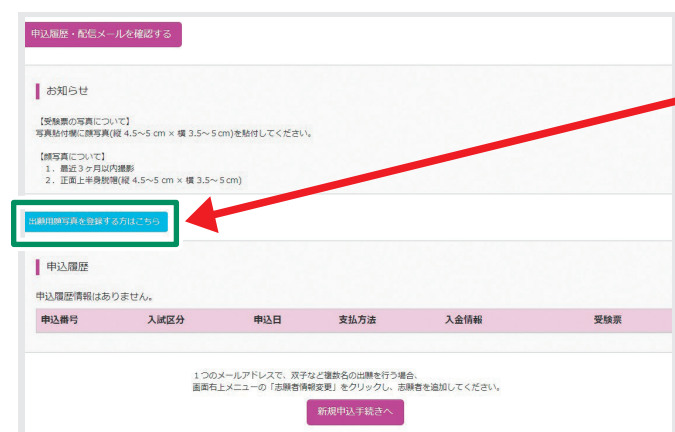 申込履歴・配信メールを確認する
お知らせ
【受験票の写真について】
写真貼付欄に顔写真(縦 4.5～5 cm × 横 3.5～5 cm)を貼付してください。
【顔写真について】
1．最近3ヶ月以内撮影
2．正面上半身脱帽(縦 4.5～5 cm × 横 3.5～5 cm)
出願用顔写真を登録する方はこちら
申込履歴
申込履歴情報はありません。
申込番号 入試区分 申込日 支払方法 入金情報 受験票
1つのメールアドレスで、双子など複数名の出願を行う場合、
画面右上メニューの「志願者情報変更」をクリックし、志願者を追加してください。
新規申込手続きへ